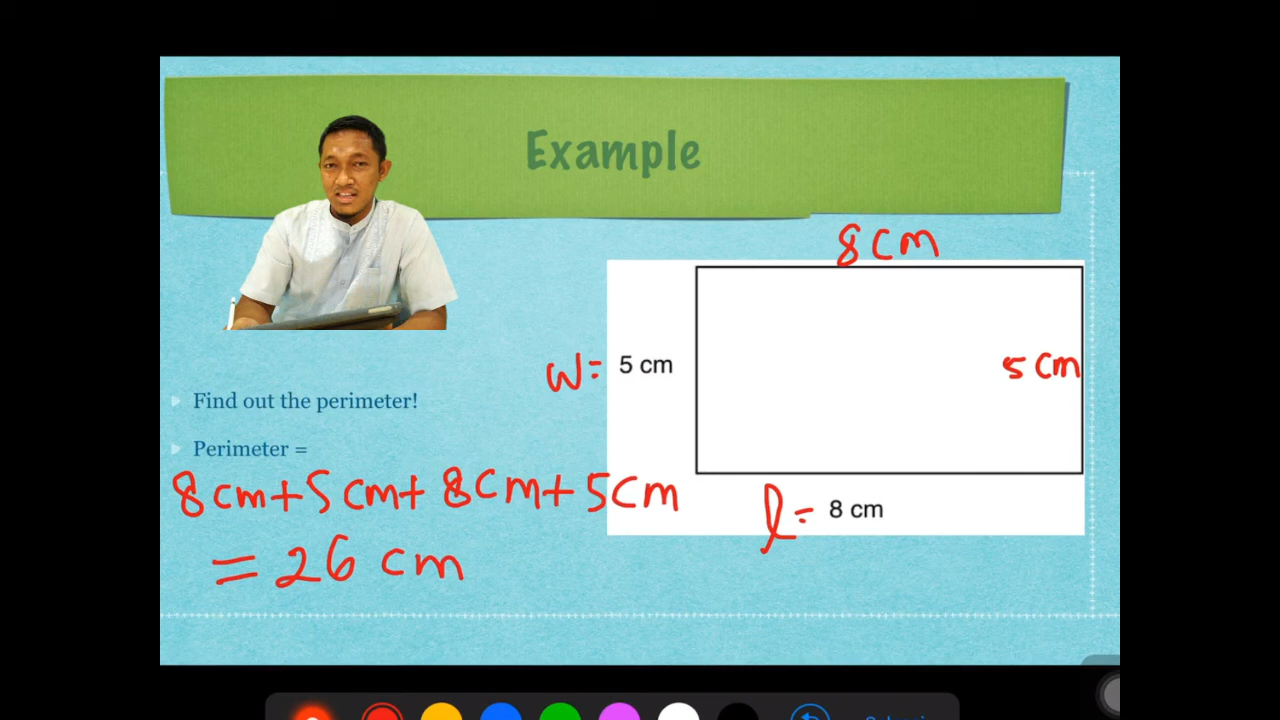 Example
8 cm
w = 5 cm
5 cm
Find out the perimeter!
Perimeter =
8 cm + 5 cm + 8 cm + 5 cm
l = 8 cm
= 26 cm